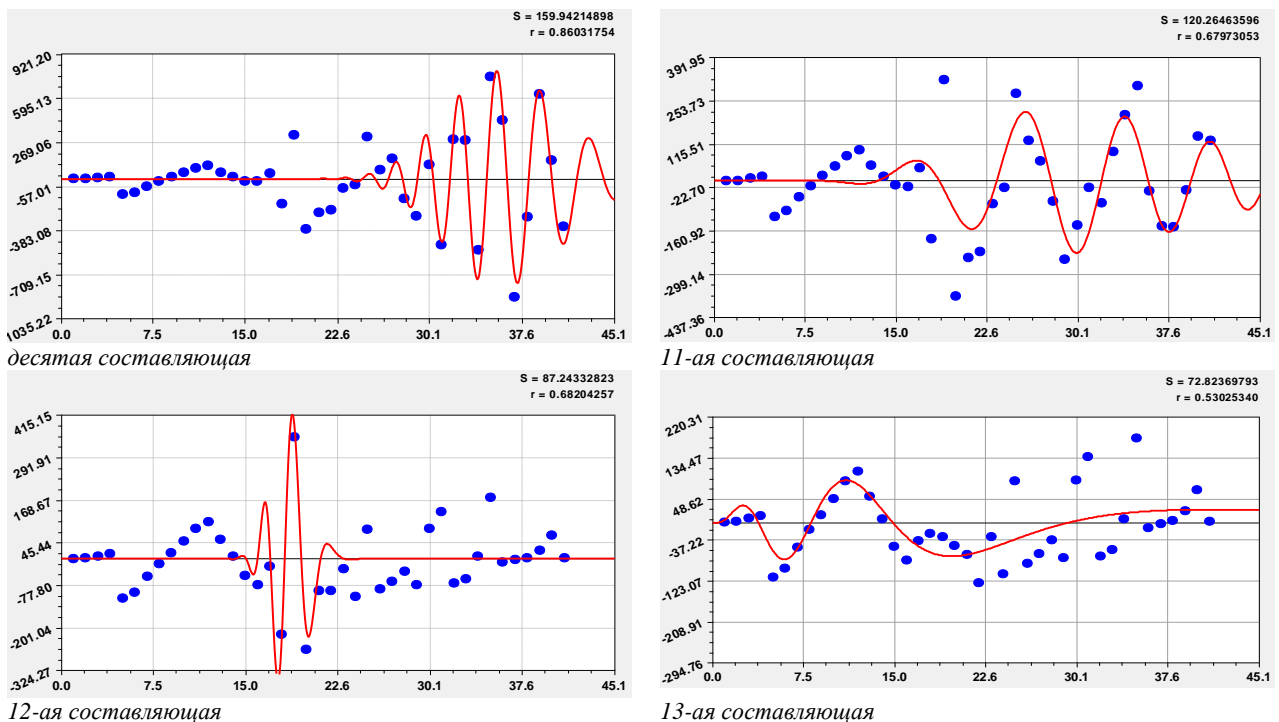 S = 159.94214898
r = 0.86031754
921.20
595.13
269.06
-57.01
-383.08
-709.15
1035.22
0.0 7.5 15.0 22.6 30.1 37.6 45.1
десятая составляющая
S = 120.26463596
r = 0.67973053
391.95
253.73
115.51
-22.70
-160.92
-299.14
-437.36
0.0 7.5 15.0 22.6 30.1 37.6 45.1
11-ая составляющая
S = 87.24332823
r = 0.68204257
415.15
291.91
168.67
45.44
-77.80
-201.04
-324.27
0.0 7.5 15.0 22.6 30.1 37.6 45.1
12-ая составляющая
S = 72.82369793
r = 0.53025340
220.31
134.47
48.62
-37.22
-123.07
-208.91
-294.76
0.0 7.5 15.0 22.6 30.1 37.6 45.1
13-ая составляющая